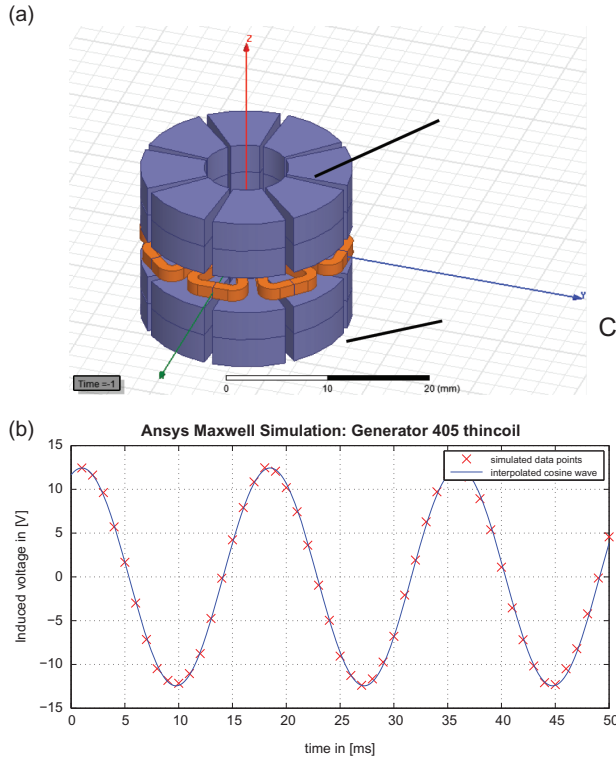 (a)
Z
Y
C
Time =-1
0 10 20 (mm)
(b)
Ansys Maxwell Simulation: Generator 405 thincoil
simulated data points
interpolated cosine wave
Induced voltage in [V]
15
10
5
0
−5
−10
−15
0 5 10 15 20 25 30 35 40 45 50
time in [ms]